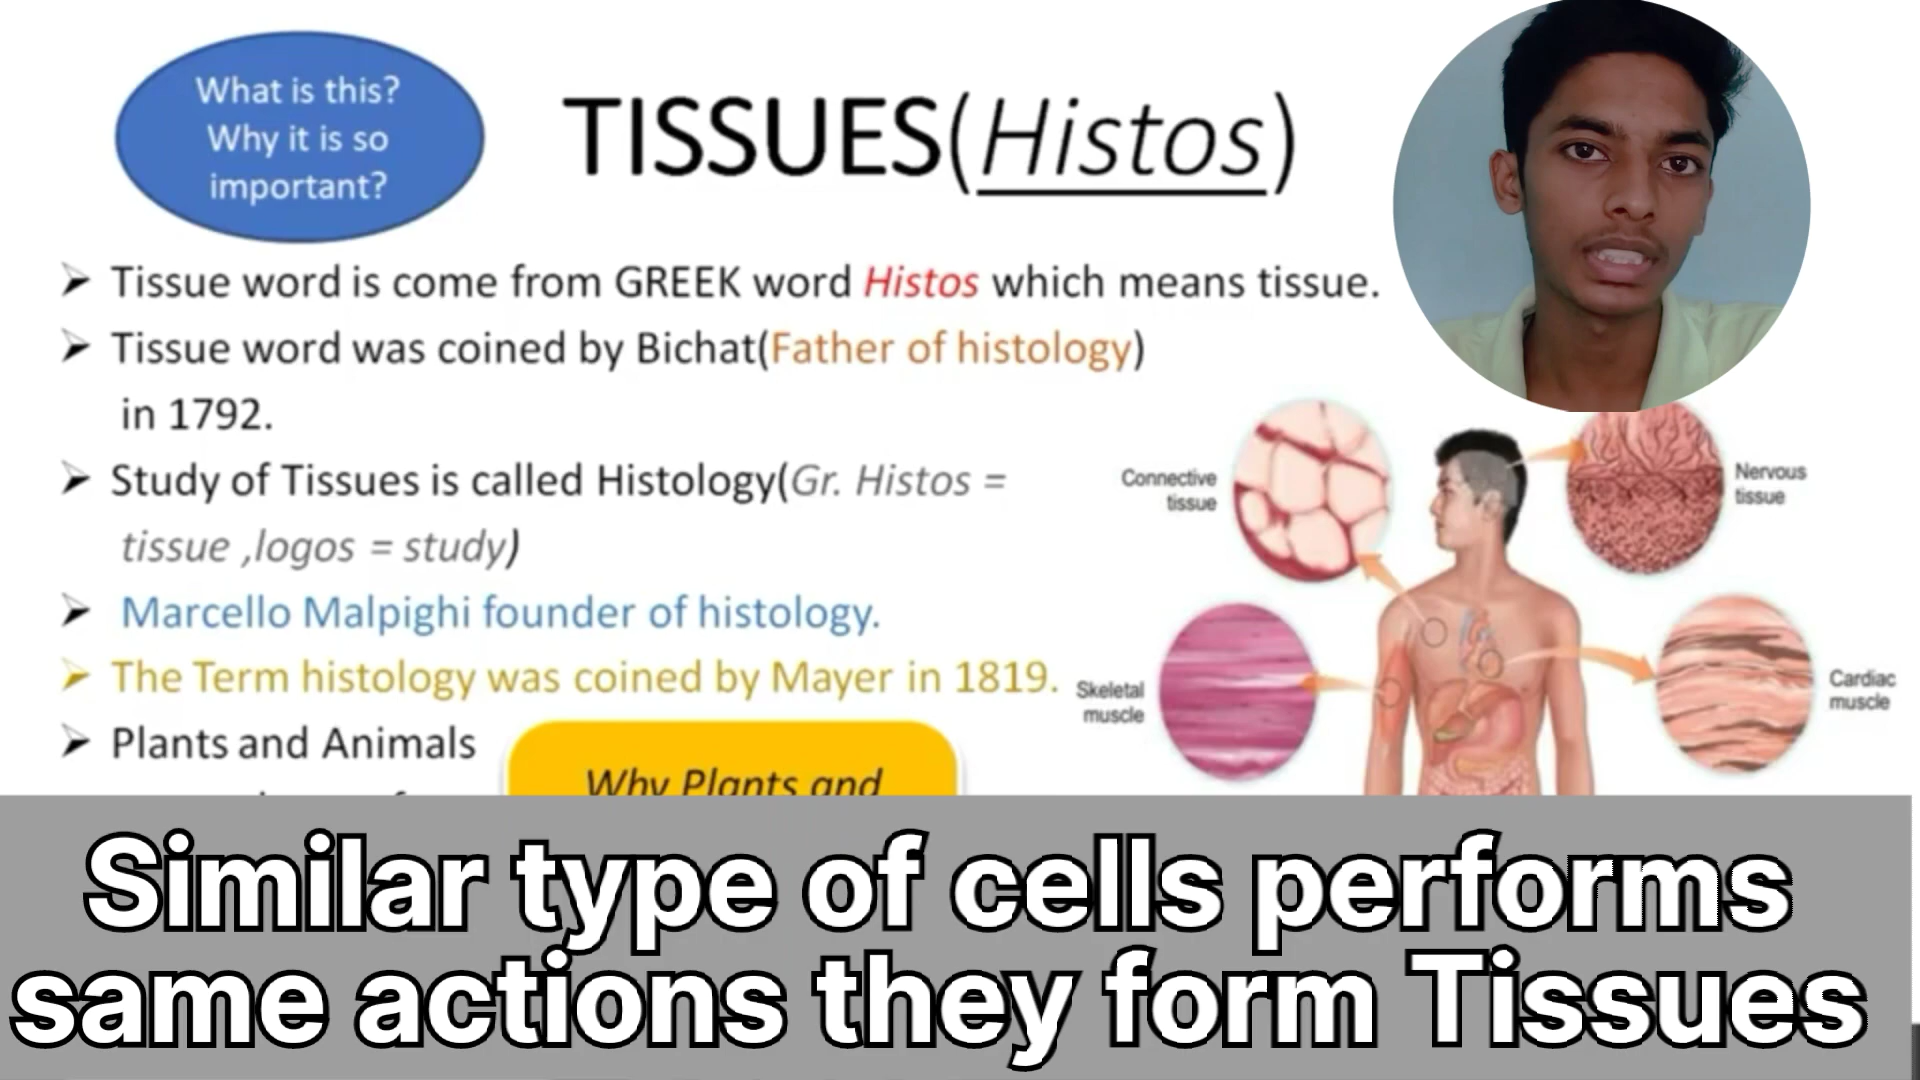 What is this?
Why it is so
important?
TISSUES(Histos)
Tissue word is come from GREEK word Histos which means tissue.
Tissue word was coined by Bichat(Father of histology)
in 1792.
Study of Tissues is called Histology(Gr. Histos =
tissue ,logos = study)
Marcello Malpighi founder of histology.
The Term histology was coined by Mayer in 1819.
Plants and Animals
Why Plants and
Connective
tissue
Nervous
tissue
Skeletal
muscle
Cardiac
muscle
Similar type of cells performs
same actions they form Tissues